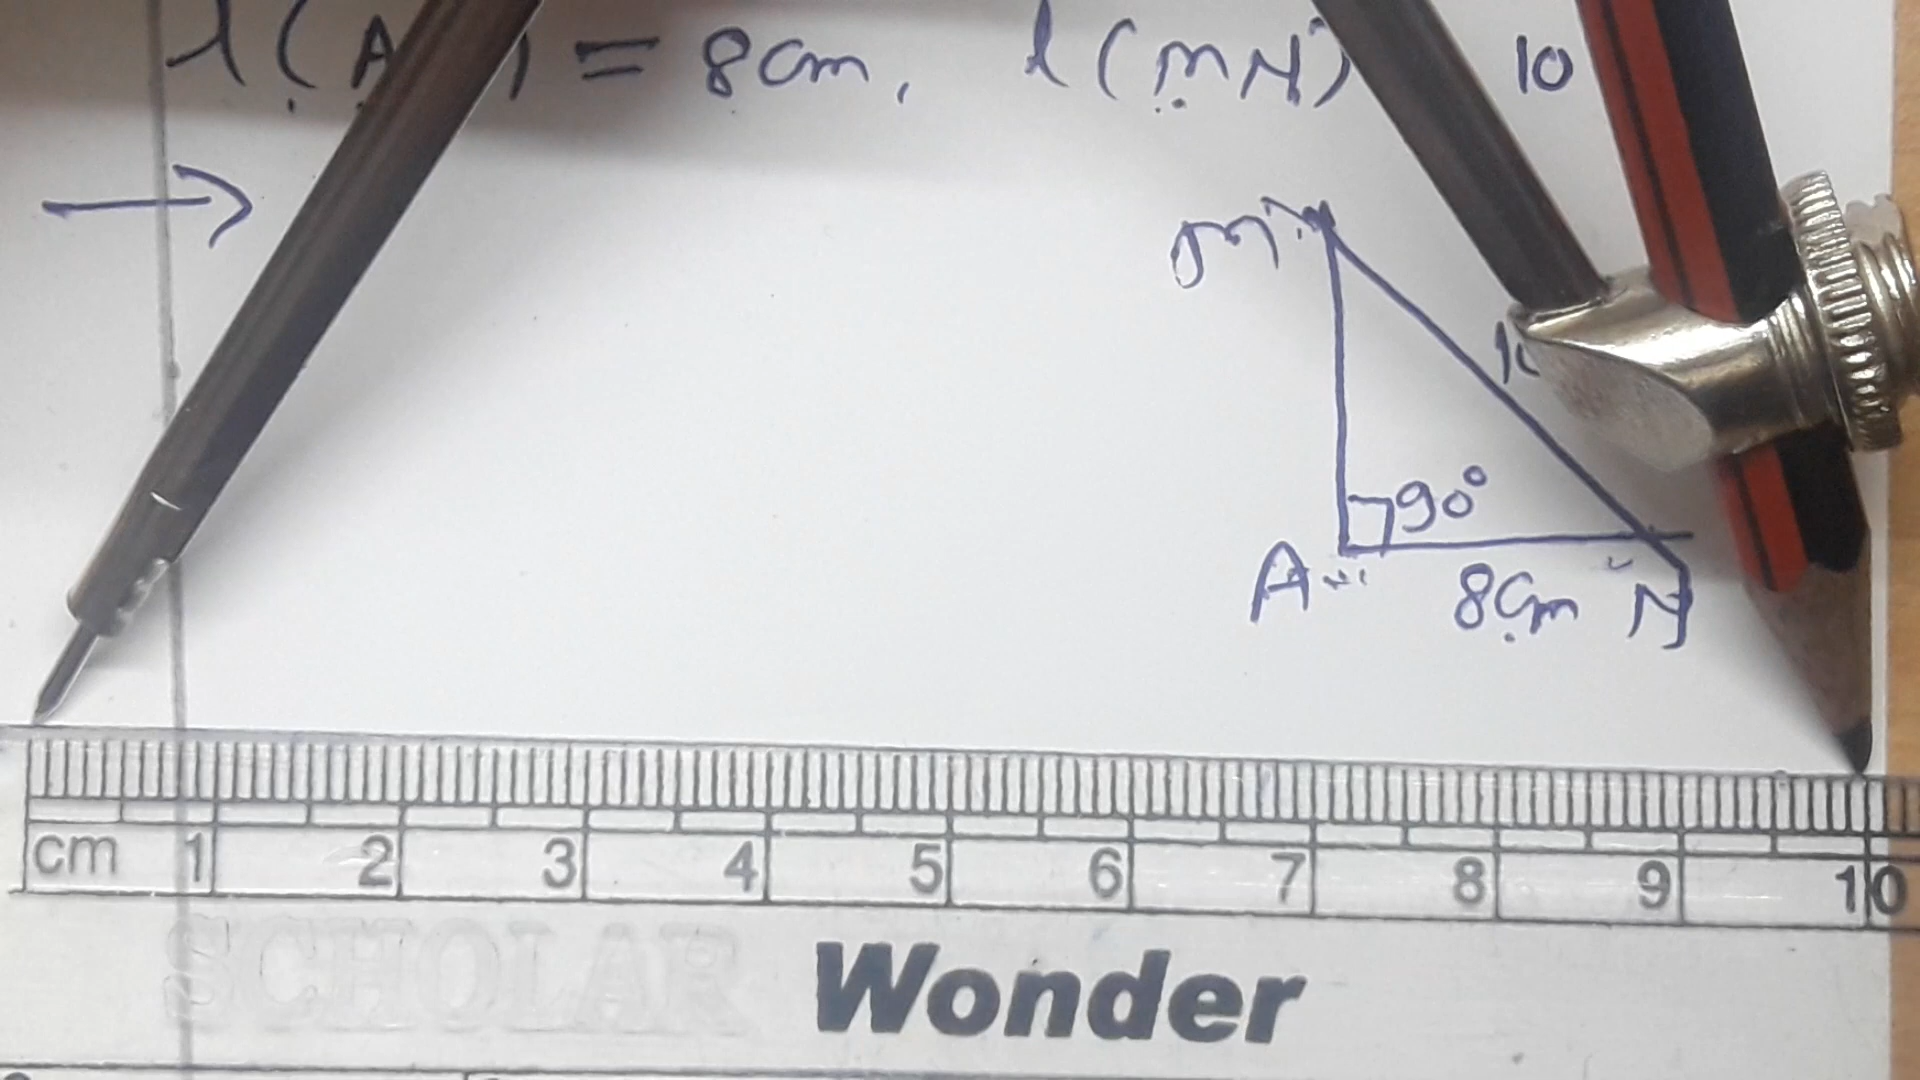 l(A ) = 8cm, l(MN) 10
M
90°
A 8cm N
cm 1 2 3 4 5 6 7 8 9 10
SCHOLAR Wonder